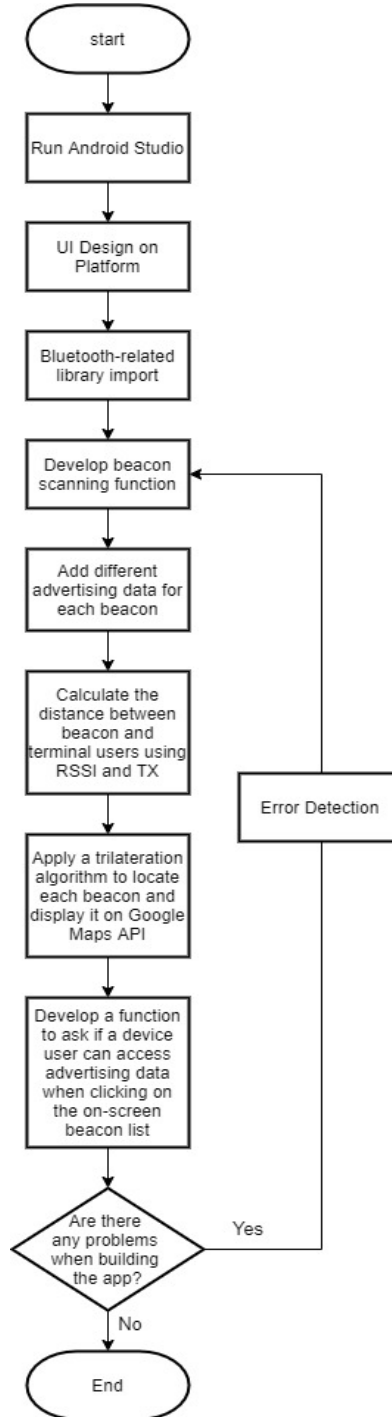 start
Run Android Studio
UI Design on
Platform
Bluetooth-related
library import
Develop beacon
scanning function
Add different
advertising data for
each beacon
Calculate the
distance between
beacon and
terminal users using
RSSI and TX
Error Detection
Apply a trilateration
algorithm to locate
each beacon and
display it on Google
Maps API
Develop a function
to ask if a device
user can access
advertising data
when clicking on
the on-screen
beacon list
Are there
any problems
when building
the app?
Yes
No
End